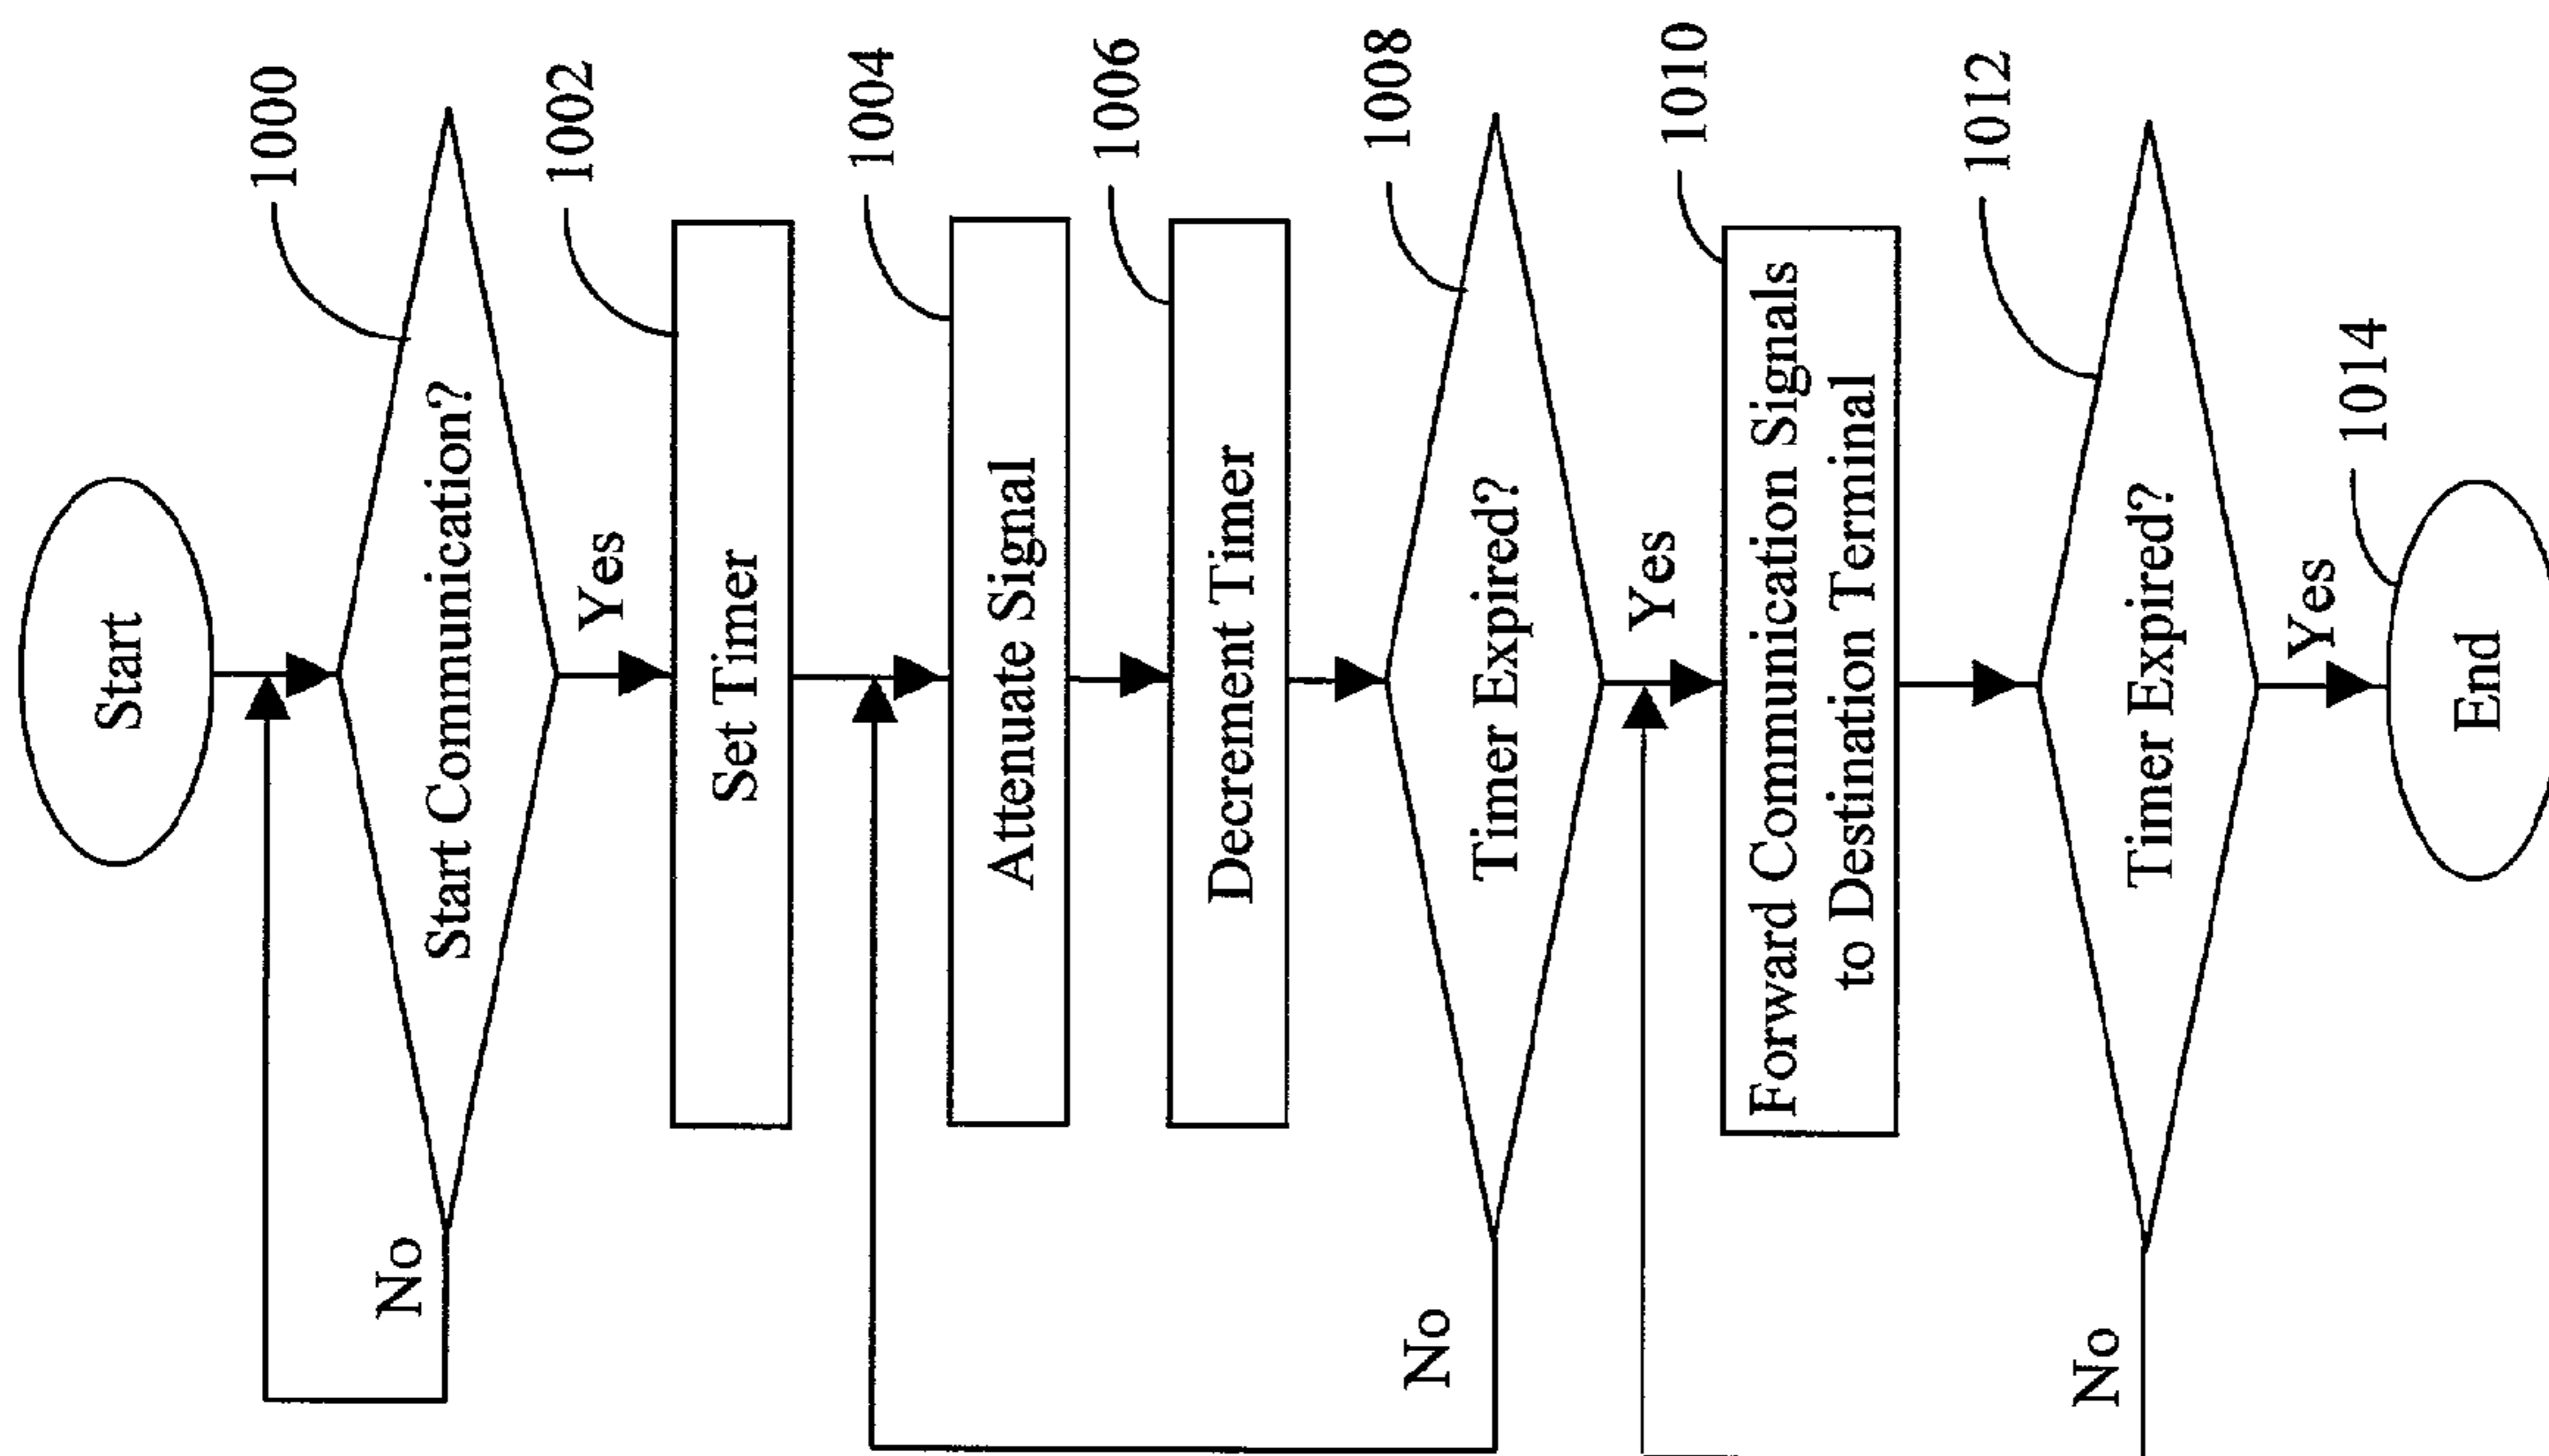 Start
1000
Start Communication?
No
Yes
1002
Set Timer
1004
Attenuate Signal
1006
Decrement Timer
1008
Timer Expired?
No
Yes
1010
Forward Communication Signals
to Destination Terminal
1012
Timer Expired?
No
Yes
1014
End